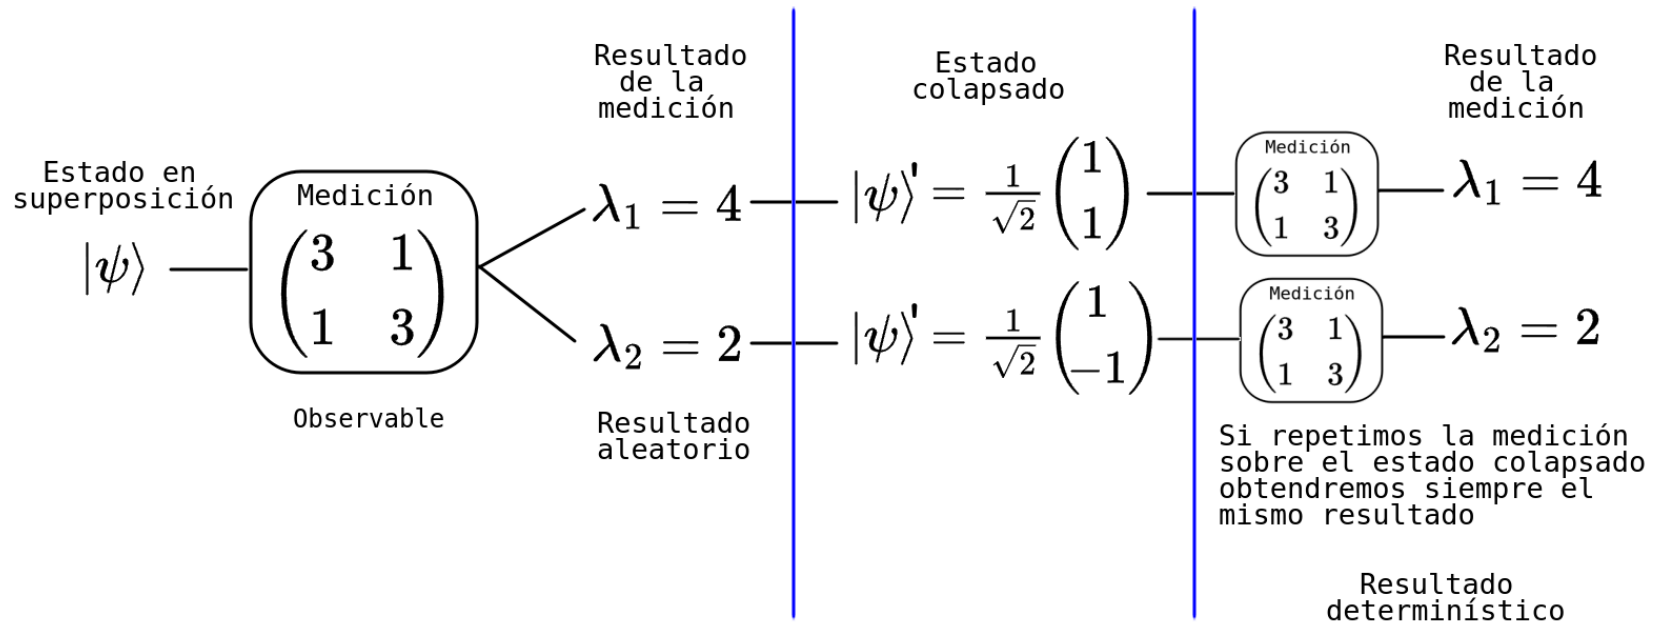 Estado en
superposición
|ψ⟩
Medición
(3 1
1 3)
Observable
Resultado
de la
medición
λ₁ = 4
λ₂ = 2
Resultado
aleatorio
Estado
colapsado
|ψ⟩' = 1/√2 (1
1)
|ψ⟩' = 1/√2 (1
−1)
Resultado
de la
medición
Medición
(3 1
1 3)
λ₁ = 4
Medición
(3 1
1 3)
λ₂ = 2
Si repetimos la medición
sobre el estado colapsado
obtendremos siempre el
mismo resultado
Resultado
determinístico